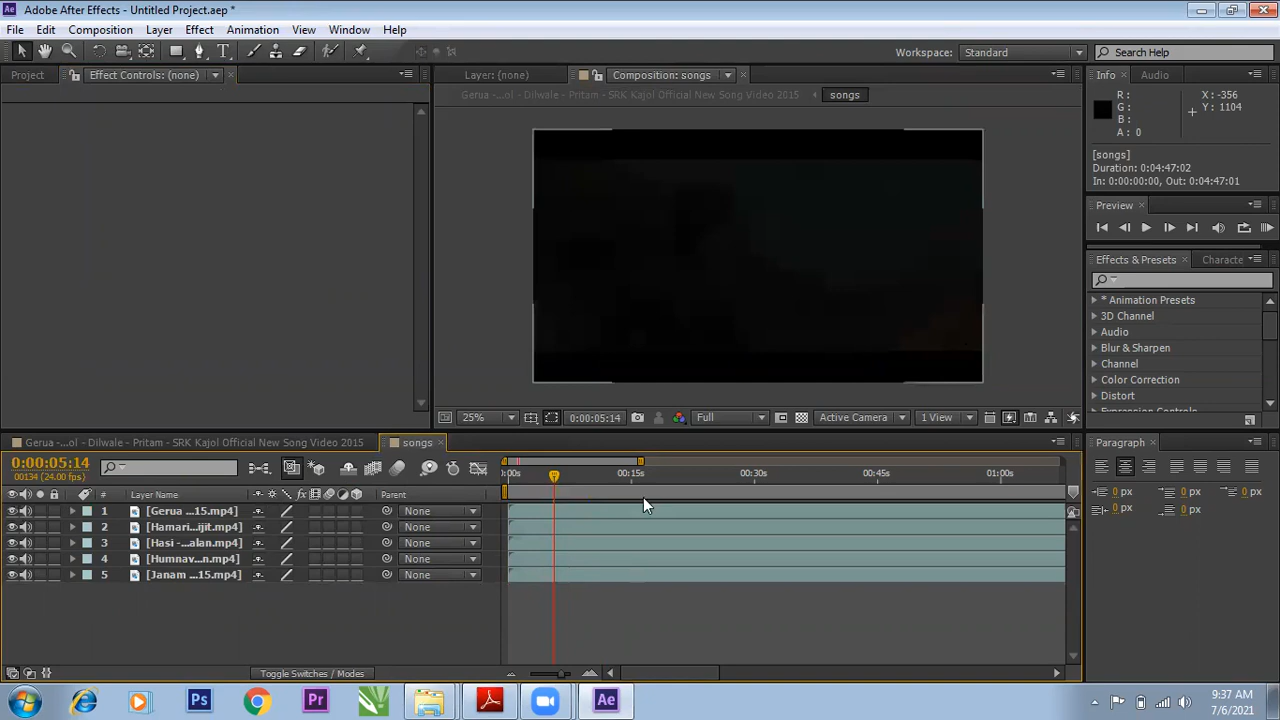 Adobe After Effects - Untitled Project.aep *
File Edit Composition Layer Effect Animation View Window Help
Workspace: Standard Search Help
Project Effect Controls: (none) Layer: (none) Composition: songs Info Audio
Gerua -...ol - Dilwale - Pritam - SRK Kajol Official New Song Video 2015 songs
R :
G :
B :
A : 0
X : -356
Y : 1104
[songs]
Duration: 0:04:47:02
In: 0:00:00:00, Out: 0:04:47:01
Preview
Effects & Presets Characte
* Animation Presets
3D Channel
Audio
Blur & Sharpen
Channel
Color Correction
Distort
Expression Controls
25% 0:00:05:14 Full Active Camera 1 View
Gerua -...ol - Dilwale - Pritam - SRK Kajol Official New Song Video 2015 songs
Paragraph
0:00:05:14
00134 (24.00 fps)
):00s 00:15s 00:30s 00:45s 01:00s
# Layer Name Parent
1 [Gerua ...15.mp4] None
2 [Hamari...ijit.mp4] None
3 [Hasi -...alan.mp4] None
4 [Humnav...n.mp4] None
5 [Janam ...15.mp4] None
0 px 0 px 0 px
0 px 0 px
Toggle Switches / Modes
Ps Pr Ae
9:37 AM
7/6/2021